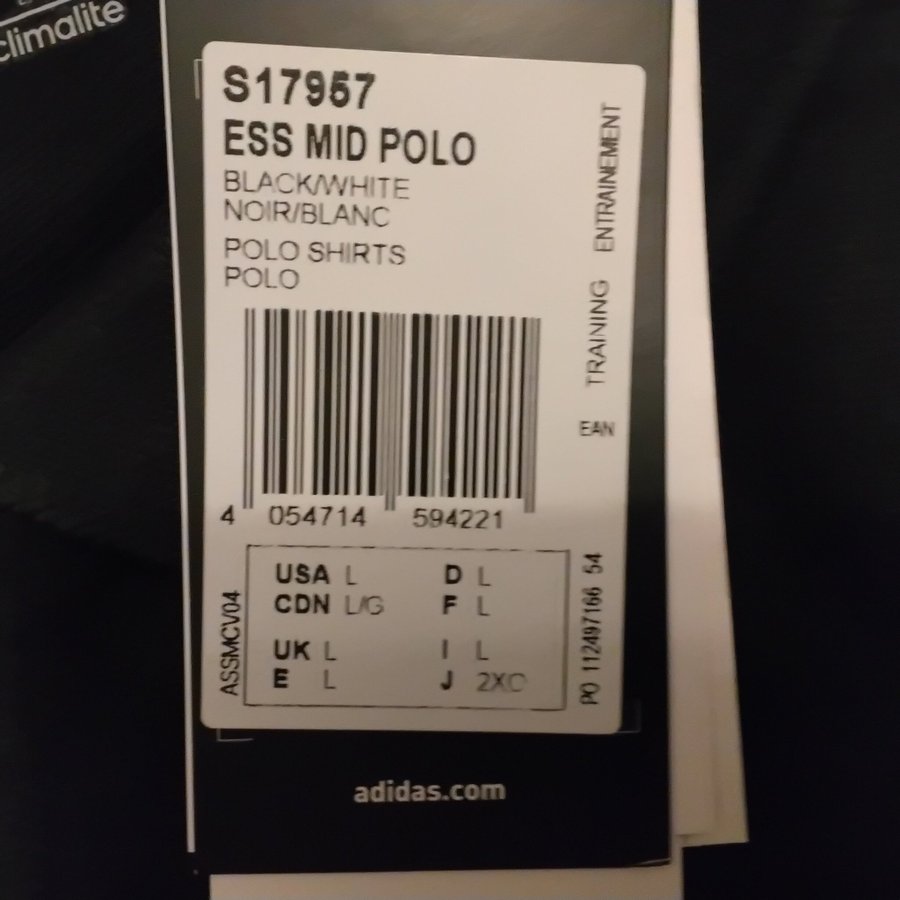 climalite
S17957
ESS MID POLO
BLACK/WHITE
NOIR/BLANC
POLO SHIRTS
POLO
TRAINING ENTRAINEMENT
EAN
4 054714 594221
USA L D L
CDN L/G F L
UK L I L
E L J 2XO
ASSMCV04
PO 112497166 54
adidas.com